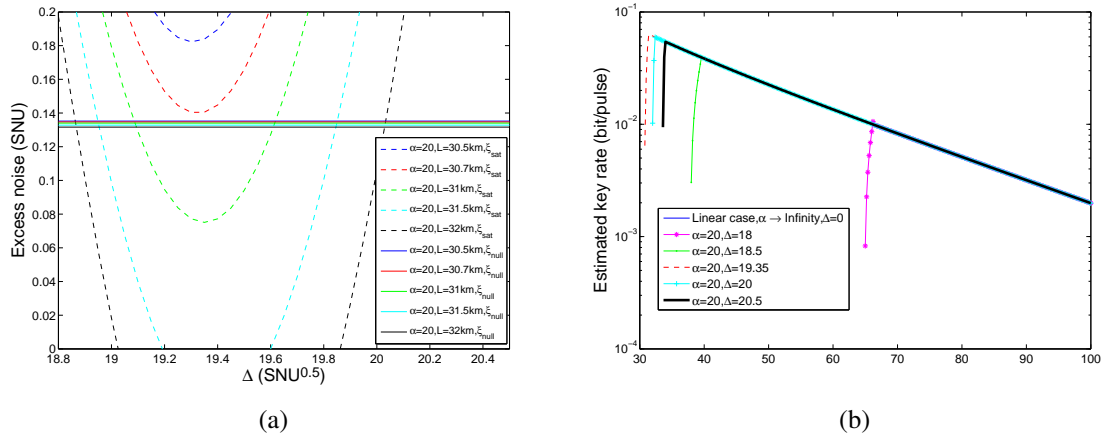 0.2
0.18
0.16
0.14
0.12
0.1
0.08
0.06
0.04
0.02
0
Excess noise (SNU)
18.8 19 19.2 19.4 19.6 19.8 20 20.2 20.4
Δ (SNU^0.5)
α=20,L=30.5km,ξ_sat
α=20,L=30.7km,ξ_sat
α=20,L=31km,ξ_sat
α=20,L=31.5km,ξ_sat
α=20,L=32km,ξ_sat
α=20,L=30.5km,ξ_null
α=20,L=30.7km,ξ_null
α=20,L=31km,ξ_null
α=20,L=31.5km,ξ_null
α=20,L=32km,ξ_null
(a)
10^−1
10^−2
10^−3
10^−4
Estimated key rate (bit/pulse)
30 40 50 60 70 80 90 100
Linear case,α → Infinity,Δ=0
α=20,Δ=18
α=20,Δ=18.5
α=20,Δ=19.35
α=20,Δ=20
α=20,Δ=20.5
(b)